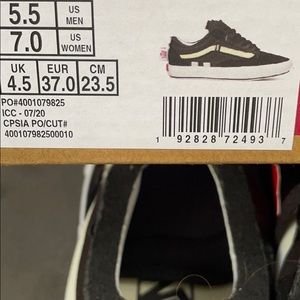 5.5 US MEN
7.0 US WOMEN
UK EUR CM
4.5 37.0 23.5
PO#4001079825
ICC - 07/20
CPSIA PO/CUT#
400107982500010
1 92828 72493 7